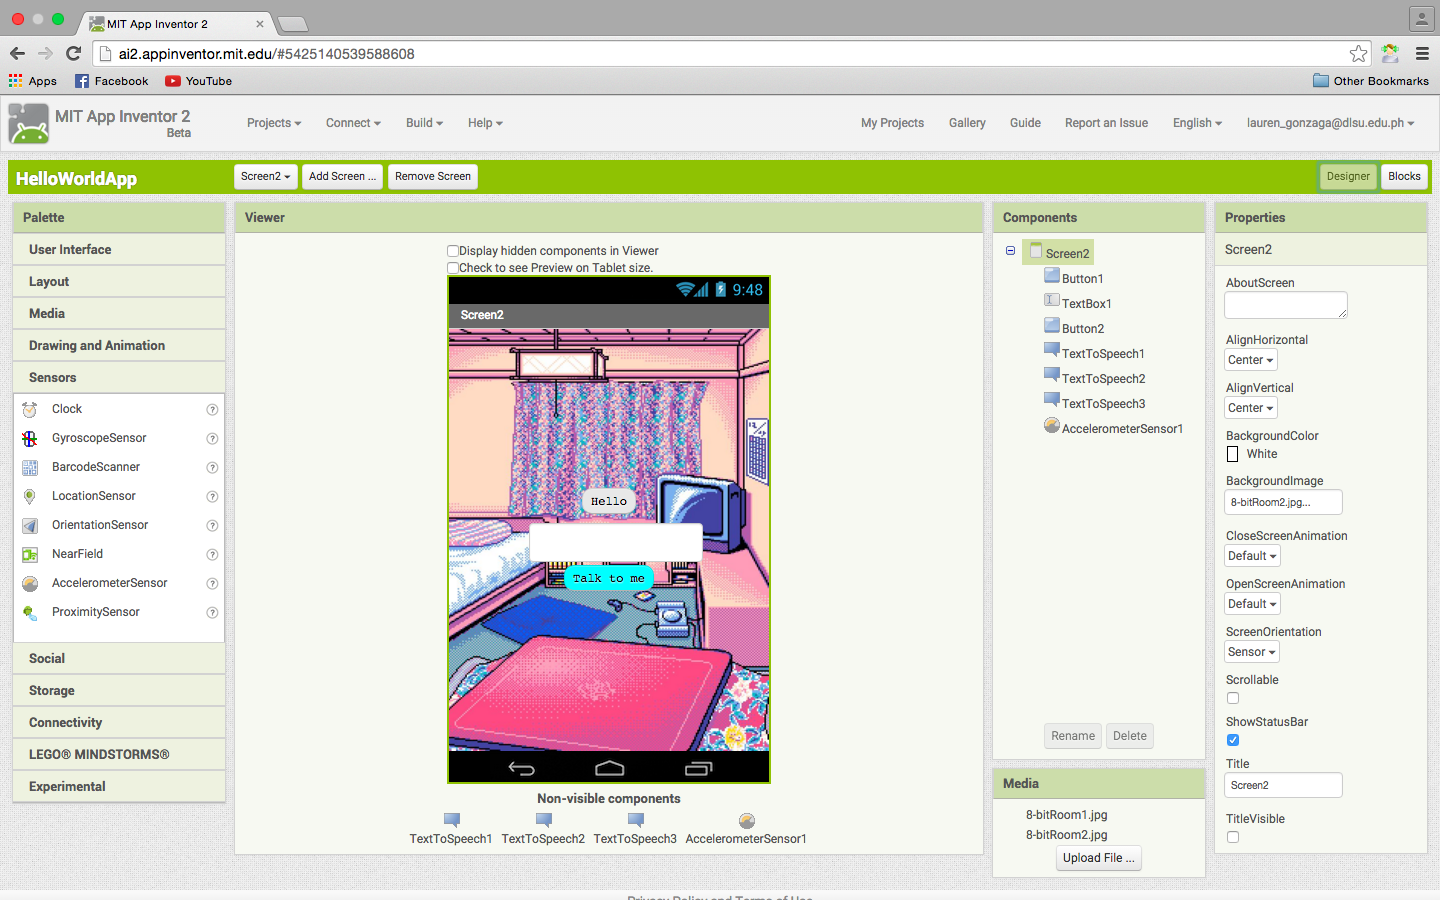 MIT App Inventor 2
ai2.appinventor.mit.edu/#5425140539588608
Apps Facebook YouTube Other Bookmarks
MIT App Inventor 2
Beta
Projects Connect Build Help My Projects Gallery Guide Report an Issue English lauren_gonzaga@dlsu.edu.ph
HelloWorldApp Screen2 Add Screen ... Remove Screen Designer Blocks
Palette
User Interface
Layout
Media
Drawing and Animation
Sensors
Clock
GyroscopeSensor
BarcodeScanner
LocationSensor
OrientationSensor
NearField
AccelerometerSensor
ProximitySensor
Social
Storage
Connectivity
LEGO® MINDSTORMS®
Experimental
Viewer
Display hidden components in Viewer
Check to see Preview on Tablet size.
9:48
Screen2
Hello
Talk to me
Non-visible components
TextToSpeech1 TextToSpeech2 TextToSpeech3 AccelerometerSensor1
Components
Screen2
Button1
TextBox1
Button2
TextToSpeech1
TextToSpeech2
TextToSpeech3
AccelerometerSensor1
Rename Delete
Media
8-bitRoom1.jpg
8-bitRoom2.jpg
Upload File ...
Properties
Screen2
AboutScreen
AlignHorizontal
Center
AlignVertical
Center
BackgroundColor
White
BackgroundImage
8-bitRoom2.jpg...
CloseScreenAnimation
Default
OpenScreenAnimation
Default
ScreenOrientation
Sensor
Scrollable
ShowStatusBar
Title
Screen2
TitleVisible
Privacy Policy and Terms of Use